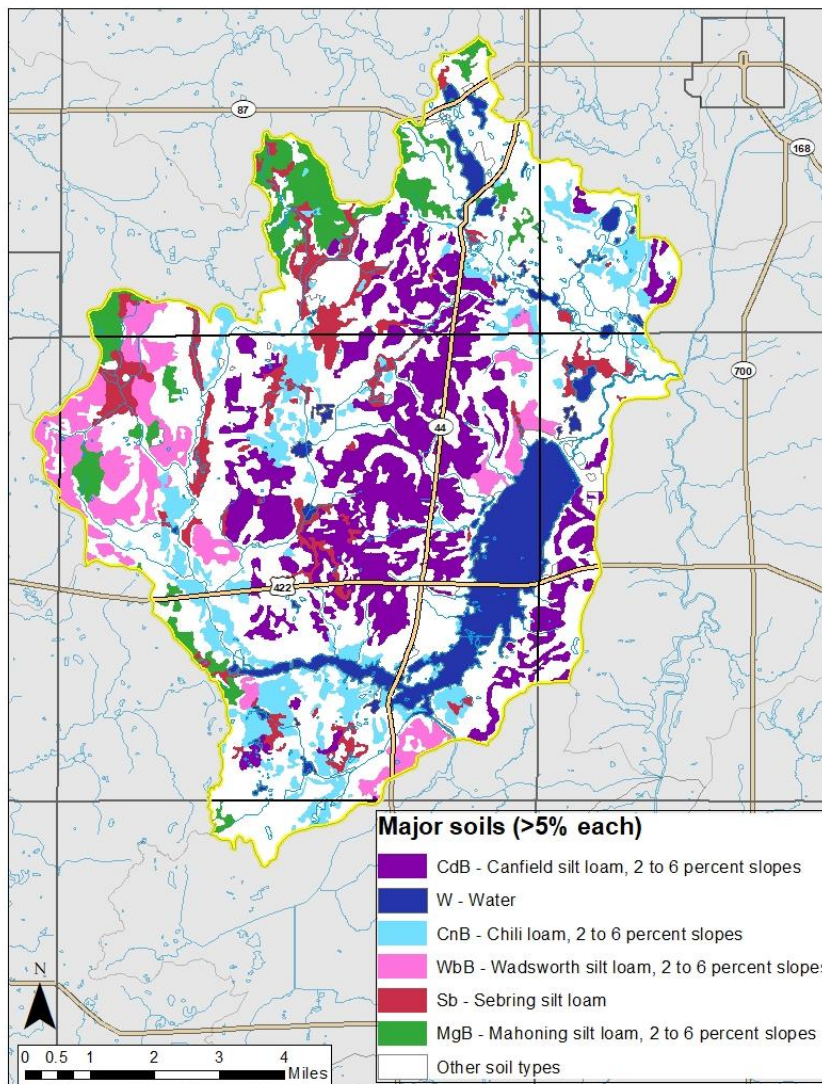 87
168
700
44
422
Major soils (>5% each)
CdB - Canfield silt loam, 2 to 6 percent slopes
W - Water
CnB - Chili loam, 2 to 6 percent slopes
WbB - Wadsworth silt loam, 2 to 6 percent slopes
Sb - Sebring silt loam
MgB - Mahoning silt loam, 2 to 6 percent slopes
Other soil types
N
0 0.5 1 2 3 4
Miles